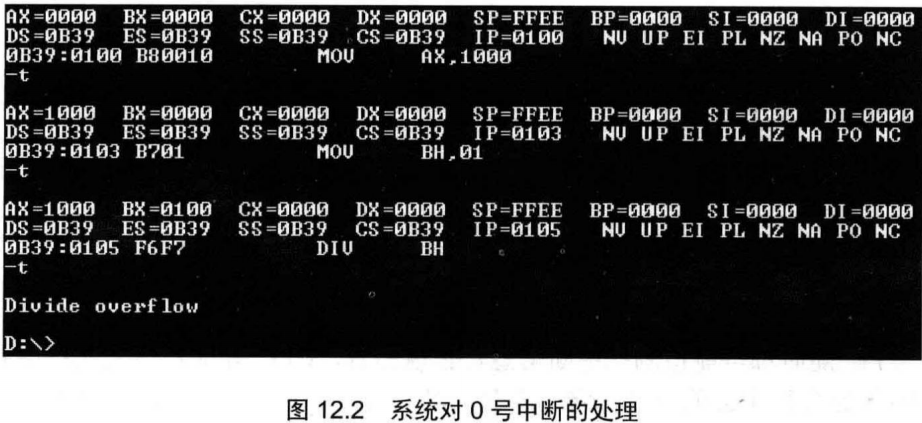 AX=0000 BX=0000 CX=0000 DX=0000 SP=FFEE BP=0000 SI=0000 DI=0000
DS=0B39 ES=0B39 SS=0B39 CS=0B39 IP=0100 NV UP EI PL NZ NA PO NC
0B39:0100 B80010 MOV AX,1000
-t
AX=1000 BX=0000 CX=0000 DX=0000 SP=FFEE BP=0000 SI=0000 DI=0000
DS=0B39 ES=0B39 SS=0B39 CS=0B39 IP=0103 NV UP EI PL NZ NA PO NC
0B39:0103 B701 MOV BH,01
-t
AX=1000 BX=0100 CX=0000 DX=0000 SP=FFEE BP=0000 SI=0000 DI=0000
DS=0B39 ES=0B39 SS=0B39 CS=0B39 IP=0105 NV UP EI PL NZ NA PO NC
0B39:0105 F6F7 DIV BH
-t
Divide overflow
D:\>
图 12.2 系统对 0 号中断的处理